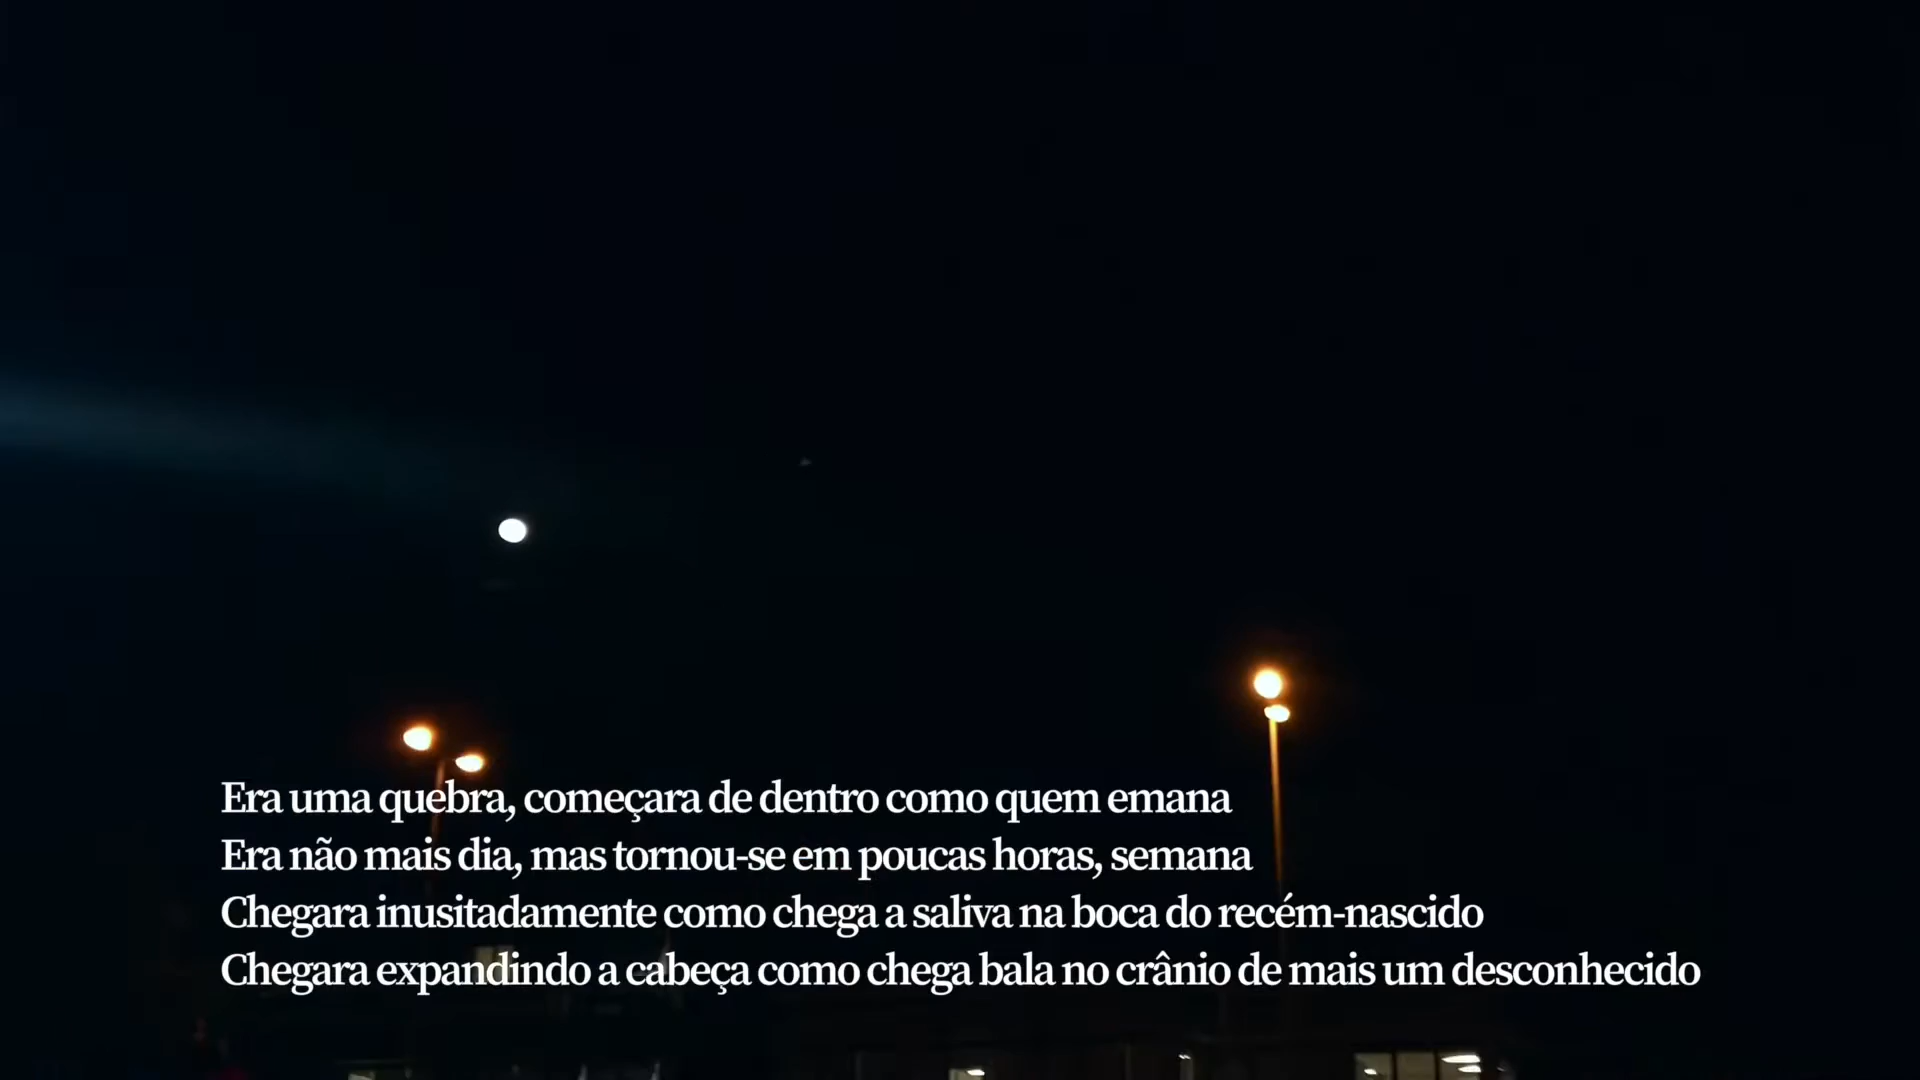 Era uma quebra, começara de dentro como quem emana
Era não mais dia, mas tornou-se em poucas horas, semana
Chegara inusitadamente como chega a saliva na boca do recém-nascido
Chegara expandindo a cabeça como chega bala no crânio de mais um desconhecido